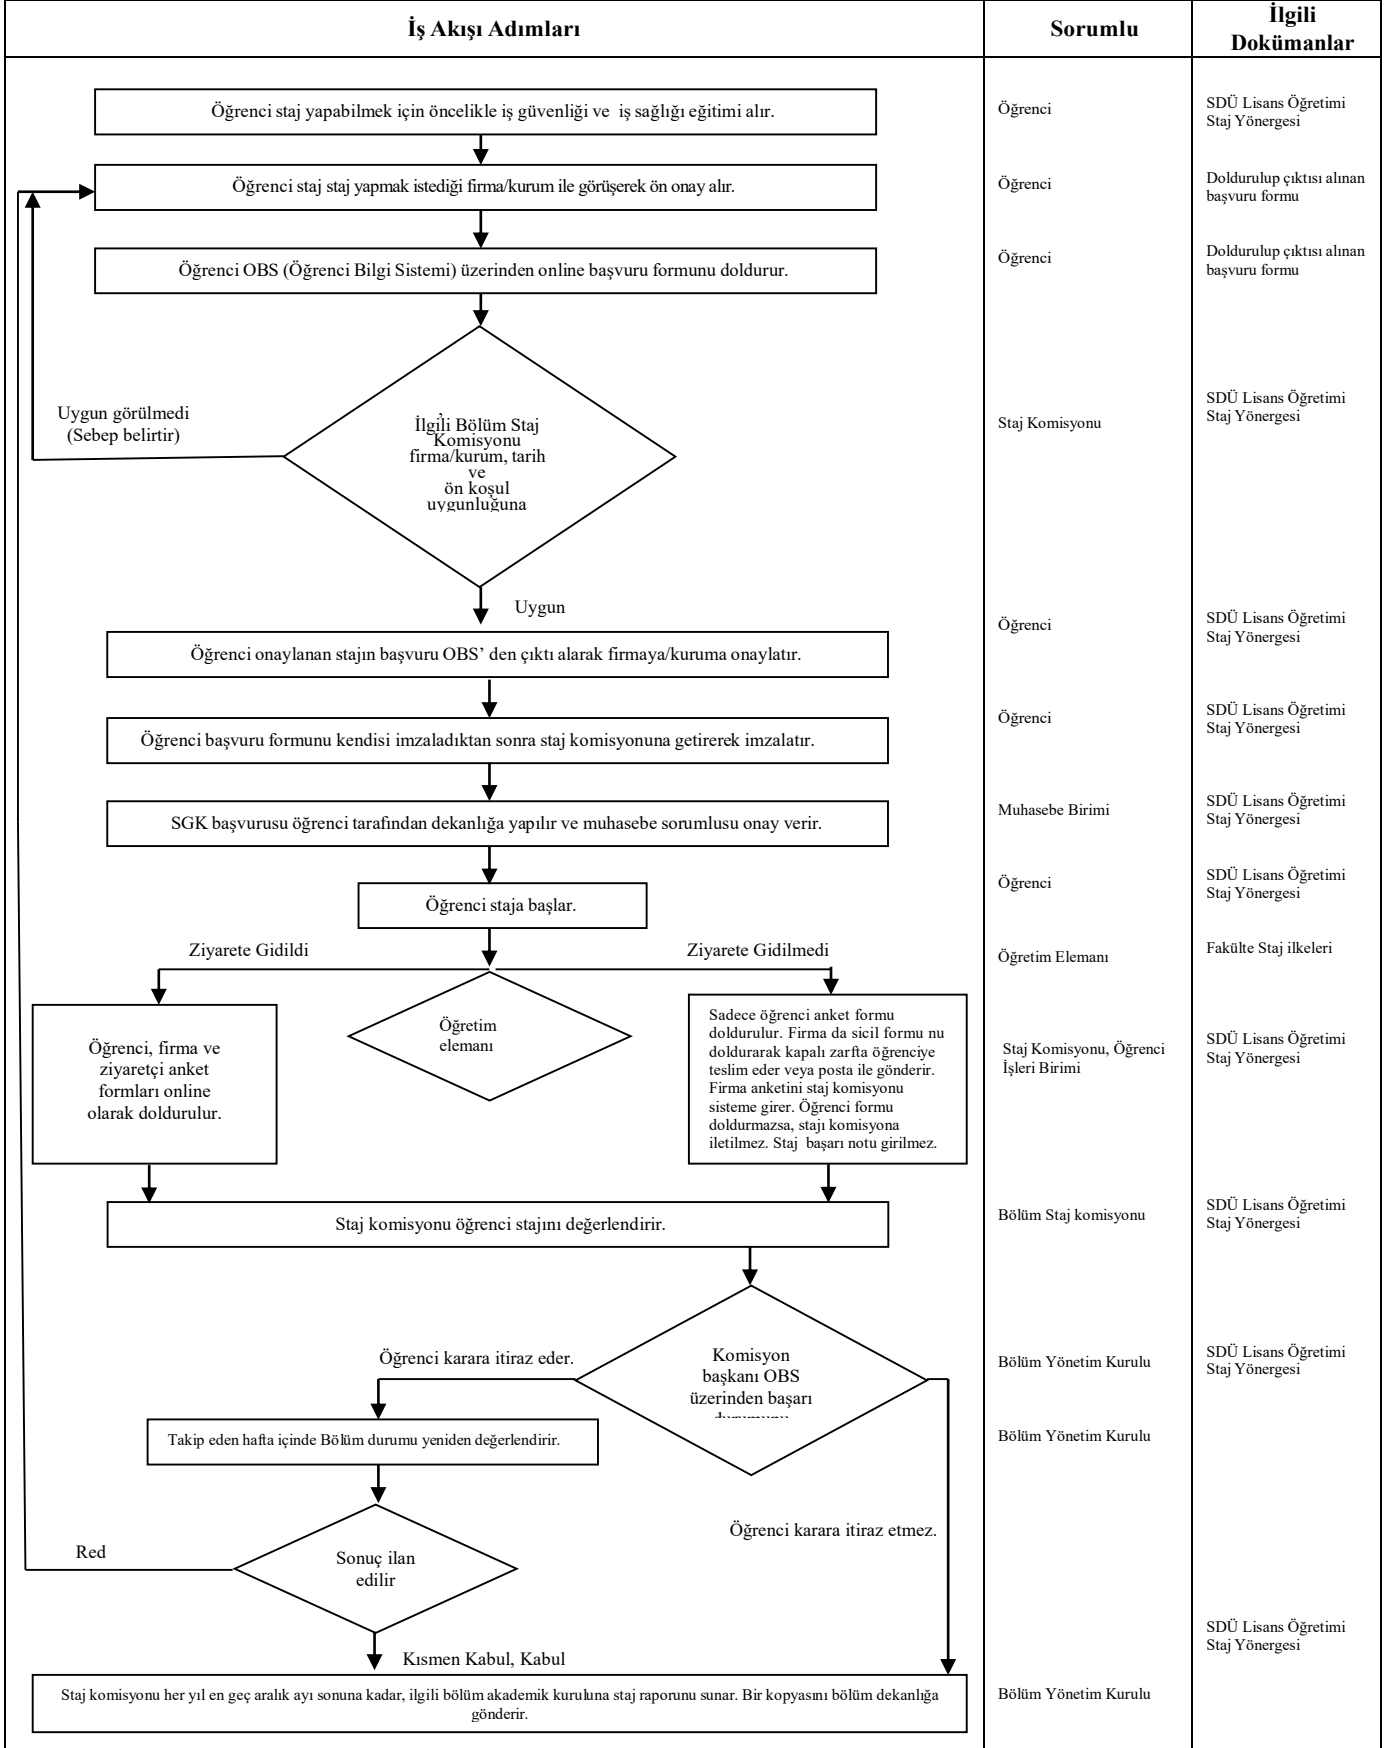 İş Akışı Adımları
Sorumlu
İlgili
Dokümanlar
Öğrenci staj yapabilmek için öncelikle iş güvenliği ve iş sağlığı eğitimi alır.
Öğrenci
SDÜ Lisans Öğretimi
Staj Yönergesi
Öğrenci staj staj yapmak istediği firma/kurum ile görüşerek ön onay alır.
Öğrenci
Doldurulup çıktısı alınan
başvuru formu
Öğrenci OBS (Öğrenci Bilgi Sistemi) üzerinden online başvuru formunu doldurur.
Öğrenci
Doldurulup çıktısı alınan
başvuru formu
Uygun görülmedi
(Sebep belirtir)
İlgili Bölüm Staj
Komisyonu
firma/kurum, tarih
ve
ön koşul
uygunluğuna
Staj Komisyonu
SDÜ Lisans Öğretimi
Staj Yönergesi
Uygun
Öğrenci onaylanan stajın başvuru OBS’ den çıktı alarak firmaya/kuruma onaylatır.
Öğrenci
SDÜ Lisans Öğretimi
Staj Yönergesi
Öğrenci başvuru formunu kendisi imzaladıktan sonra staj komisyonuna getirerek imzalatır.
Öğrenci
SDÜ Lisans Öğretimi
Staj Yönergesi
SGK başvurusu öğrenci tarafından dekanlığa yapılır ve muhasebe sorumlusu onay verir.
Muhasebe Birimi
SDÜ Lisans Öğretimi
Staj Yönergesi
Öğrenci staja başlar.
Öğrenci
SDÜ Lisans Öğretimi
Staj Yönergesi
Ziyarete Gidildi
Ziyarete Gidilmedi
Öğretim Elemanı
Fakülte Staj ilkeleri
Öğretim
elemanı
Öğrenci, firma ve
ziyaretçi anket
formları online
olarak doldurulur.
Sadece öğrenci anket formu
doldurulur. Firma da sicil formu nu
doldurarak kapalı zarfta öğrenciye
teslim eder veya posta ile gönderir.
Firma anketini staj komisyonu
sisteme girer. Öğrenci formu
doldurmazsa, stajı komisyona
iletilmez. Staj başarı notu girilmez.
Staj Komisyonu, Öğrenci
İşleri Birimi
SDÜ Lisans Öğretimi
Staj Yönergesi
Staj komisyonu öğrenci stajını değerlendirir.
Bölüm Staj komisyonu
SDÜ Lisans Öğretimi
Staj Yönergesi
Öğrenci karara itiraz eder.
Komisyon
başkanı OBS
üzerinden başarı
durumunu
Bölüm Yönetim Kurulu
SDÜ Lisans Öğretimi
Staj Yönergesi
Takip eden hafta içinde Bölüm durumu yeniden değerlendirir.
Bölüm Yönetim Kurulu
Öğrenci karara itiraz etmez.
Red
Sonuç ilan
edilir
Kısmen Kabul, Kabul
SDÜ Lisans Öğretimi
Staj Yönergesi
Staj komisyonu her yıl en geç aralık ayı sonuna kadar, ilgili bölüm akademik kuruluna staj raporunu sunar. Bir kopyasını bölüm dekanlığa
gönderir.
Bölüm Yönetim Kurulu